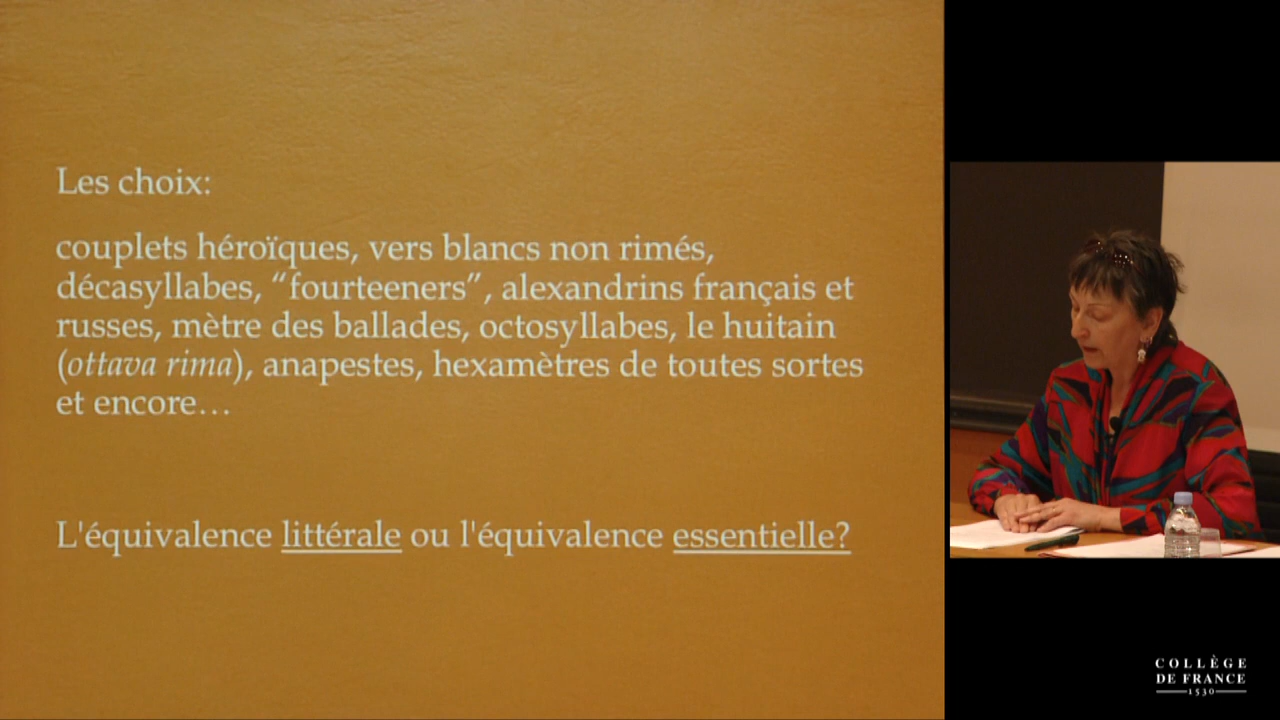 Les choix:
couplets héroïques, vers blancs non rimés,
décasyllabes, “fourteeners”, alexandrins français et
russes, mètre des ballades, octosyllabes, le huitain
(ottava rima), anapestes, hexamètres de toutes sortes
et encore…
L'équivalence littérale ou l'équivalence essentielle?
COLLÈGE
DE FRANCE
1530